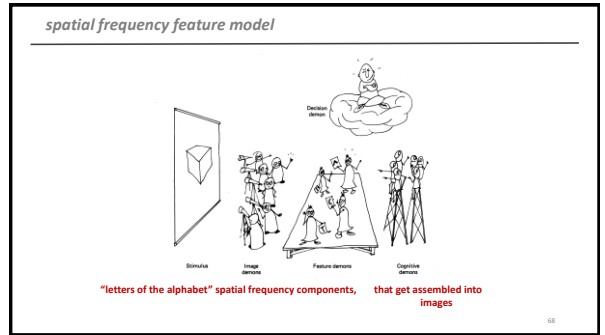 spatial frequency feature model
Decision
demon
Stimulus
Image
demons
Feature demons
Cognitive
demons
"letters of the alphabet" spatial frequency components,
that get assembled into
images
68